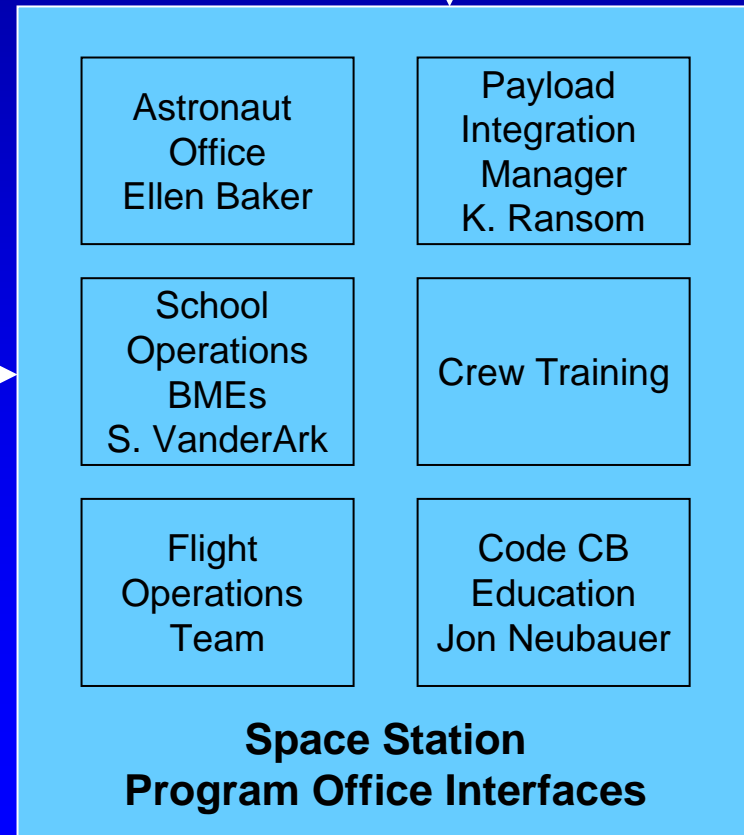 Astronaut
Office
Ellen Baker
Payload
Integration
Manager
K. Ransom
School
Operations
BMEs
S. VanderArk
Crew Training
Flight
Operations
Team
Code CB
Education
Jon Neubauer
Space Station
Program Office Interfaces